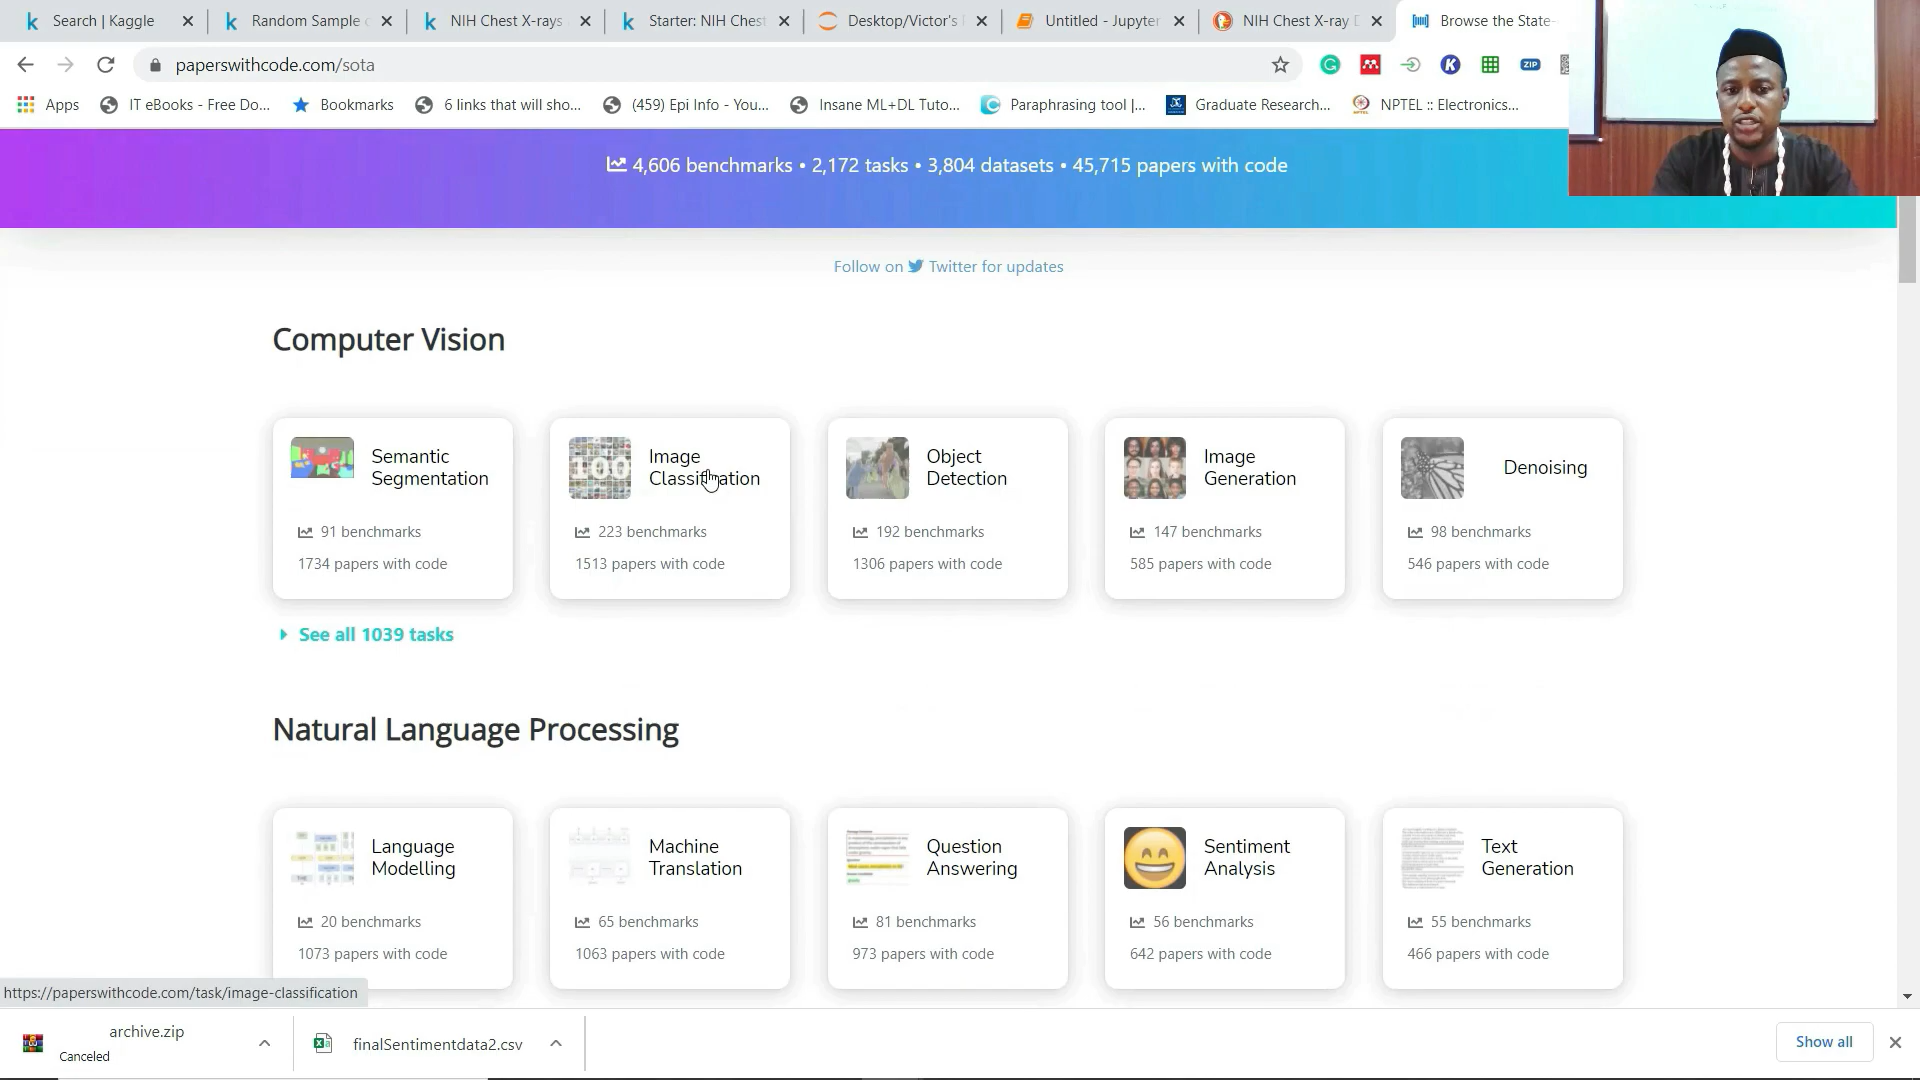 Search | Kaggle
Random Sample
NIH Chest X-rays
Starter: NIH Chest
Desktop/Victor's
Untitled - Jupyter
NIH Chest X-ray D
Browse the State-
paperswithcode.com/sota
Apps
IT eBooks - Free Do...
Bookmarks
6 links that will sho...
(459) Epi Info - You...
Insane ML+DL Tuto...
Paraphrasing tool |...
Graduate Research...
NPTEL :: Electronics...
4,606 benchmarks • 2,172 tasks • 3,804 datasets • 45,715 papers with code
Follow on Twitter for updates
Computer Vision
Semantic
Segmentation
91 benchmarks
1734 papers with code
Image
Classification
223 benchmarks
1513 papers with code
Object
Detection
192 benchmarks
1306 papers with code
Image
Generation
147 benchmarks
585 papers with code
Denoising
98 benchmarks
546 papers with code
See all 1039 tasks
Natural Language Processing
Language
Modelling
20 benchmarks
1073 papers with code
Machine
Translation
65 benchmarks
1063 papers with code
Question
Answering
81 benchmarks
973 papers with code
Sentiment
Analysis
56 benchmarks
642 papers with code
Text
Generation
55 benchmarks
466 papers with code
https://paperswithcode.com/task/image-classification
archive.zip
Canceled
finalSentimentdata2.csv
Show all